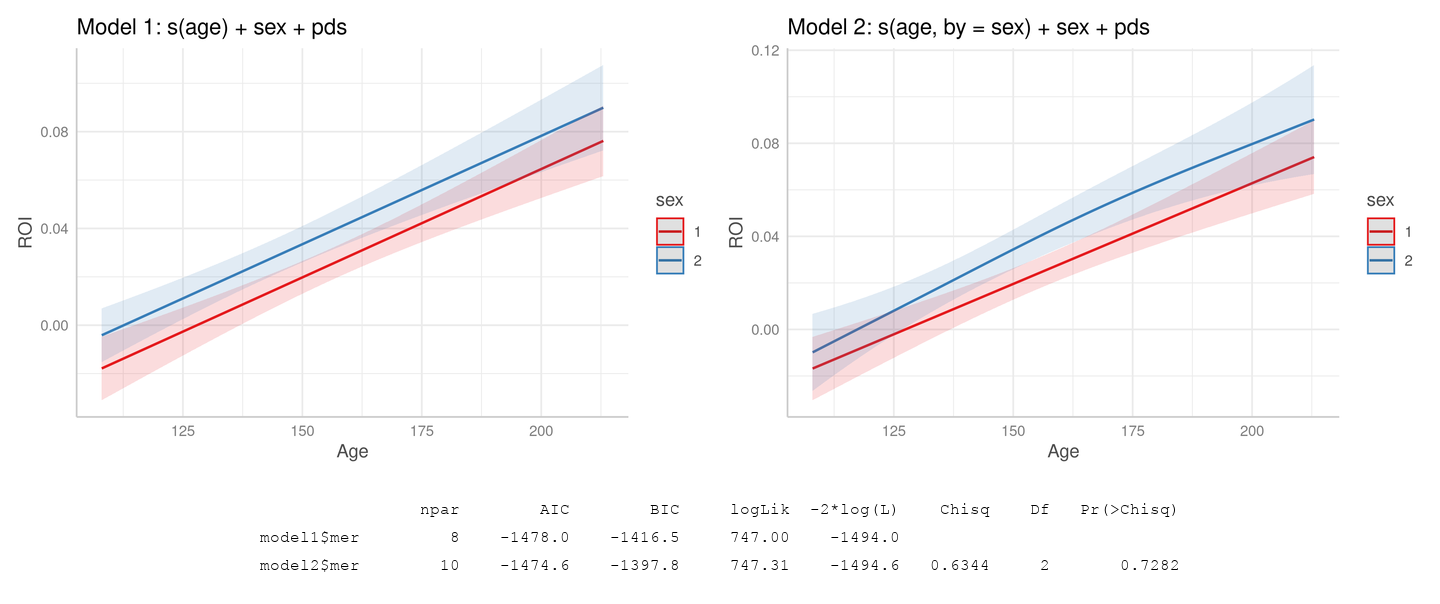 Model 1: s(age) + sex + pds
0.08
0.04
0.00
ROI
125 150 175 200
Age
sex
1
2
Model 2: s(age, by = sex) + sex + pds
0.12
0.08
0.04
0.00
ROI
125 150 175 200
Age
sex
1
2
npar AIC BIC logLik -2*log(L) Chisq Df Pr(>Chisq)
model1$mer 8 -1478.0 -1416.5 747.00 -1494.0
model2$mer 10 -1474.6 -1397.8 747.31 -1494.6 0.6344 2 0.7282